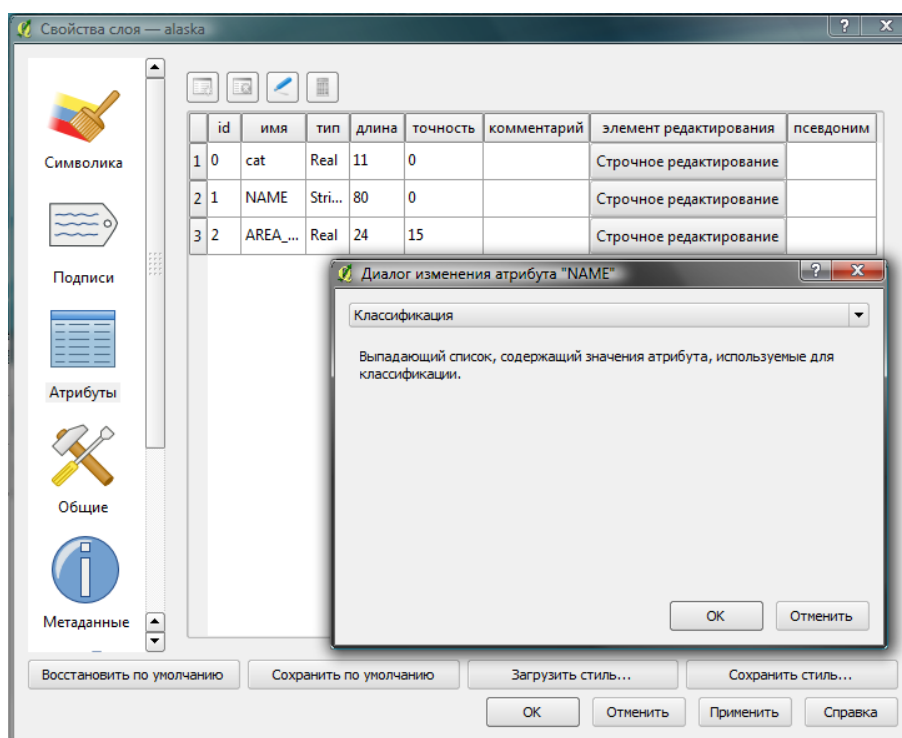 Свойства слоя — alaska
Символика
Подписи
Атрибуты
Общие
Метаданные
id имя тип длина точность комментарий элемент редактирования псевдоним
1 0 cat Real 11 0 Строчное редактирование
2 1 NAME Stri... 80 0 Строчное редактирование
3 2 AREA_... Real 24 15 Строчное редактирование
Диалог изменения атрибута "NAME"
Классификация
Выпадающий список, содержащий значения атрибута, используемые для
классификации.
OK Отменить
Восстановить по умолчанию Сохранить по умолчанию Загрузить стиль... Сохранить стиль...
OK Отменить Применить Справка